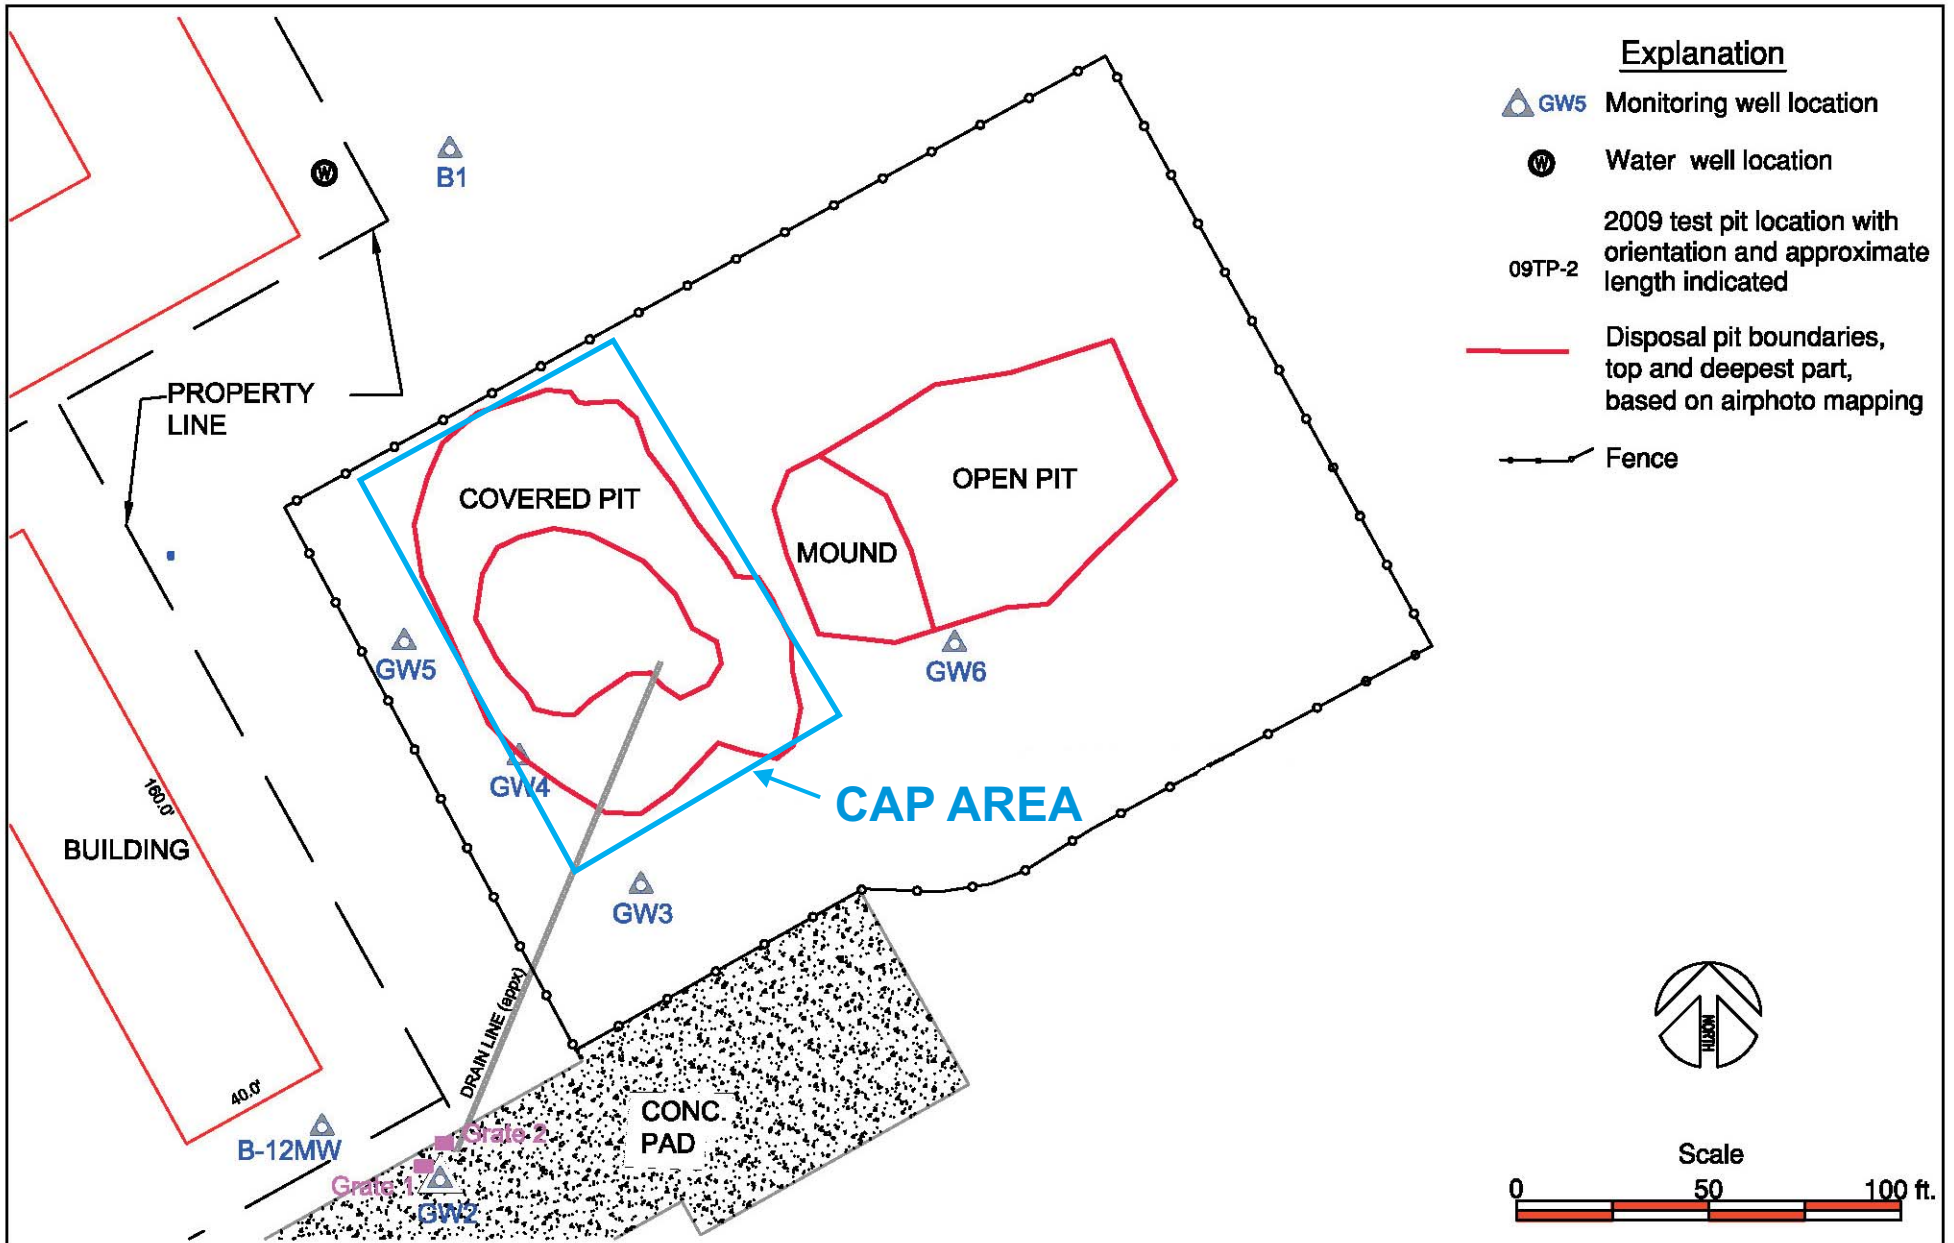 Explanation
GW5 Monitoring well location
W Water well location
09TP-2
2009 test pit location with
orientation and approximate
length indicated
Disposal pit boundaries,
top and deepest part,
based on airphoto mapping
Fence
W
B1
PROPERTY
LINE
COVERED PIT
OPEN PIT
MOUND
GW5
GW6
GW4
CAP AREA
160.0'
BUILDING
GW3
DRAIN LINE (appx)
40.0'
CONC.
PAD
B-12MW
Grate 2
Grate 1
GW2
NORTH
Scale
0 50 100 ft.